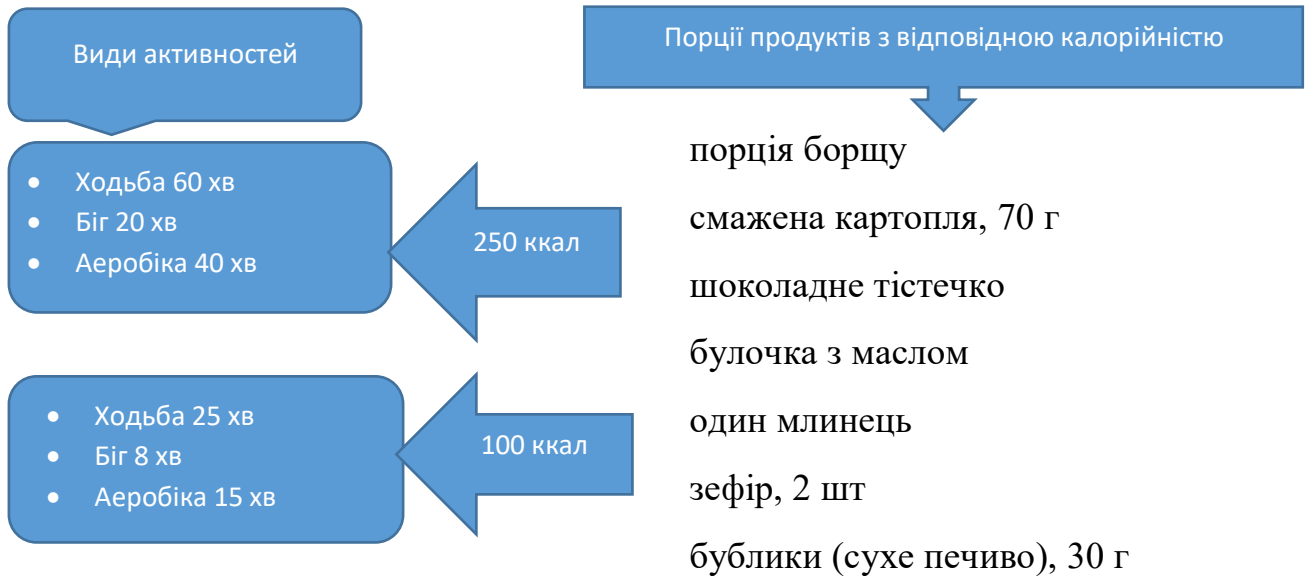 Види активностей
Порції продуктів з відповідною калорійністю
• Ходьба 60 хв
• Біг 20 хв
• Аеробіка 40 хв
250 ккал
• Ходьба 25 хв
• Біг 8 хв
• Аеробіка 15 хв
100 ккал
порція борщу
смажена картопля, 70 г
шоколадне тістечко
булочка з маслом
один млинець
зефір, 2 шт
бублики (сухе печиво), 30 г